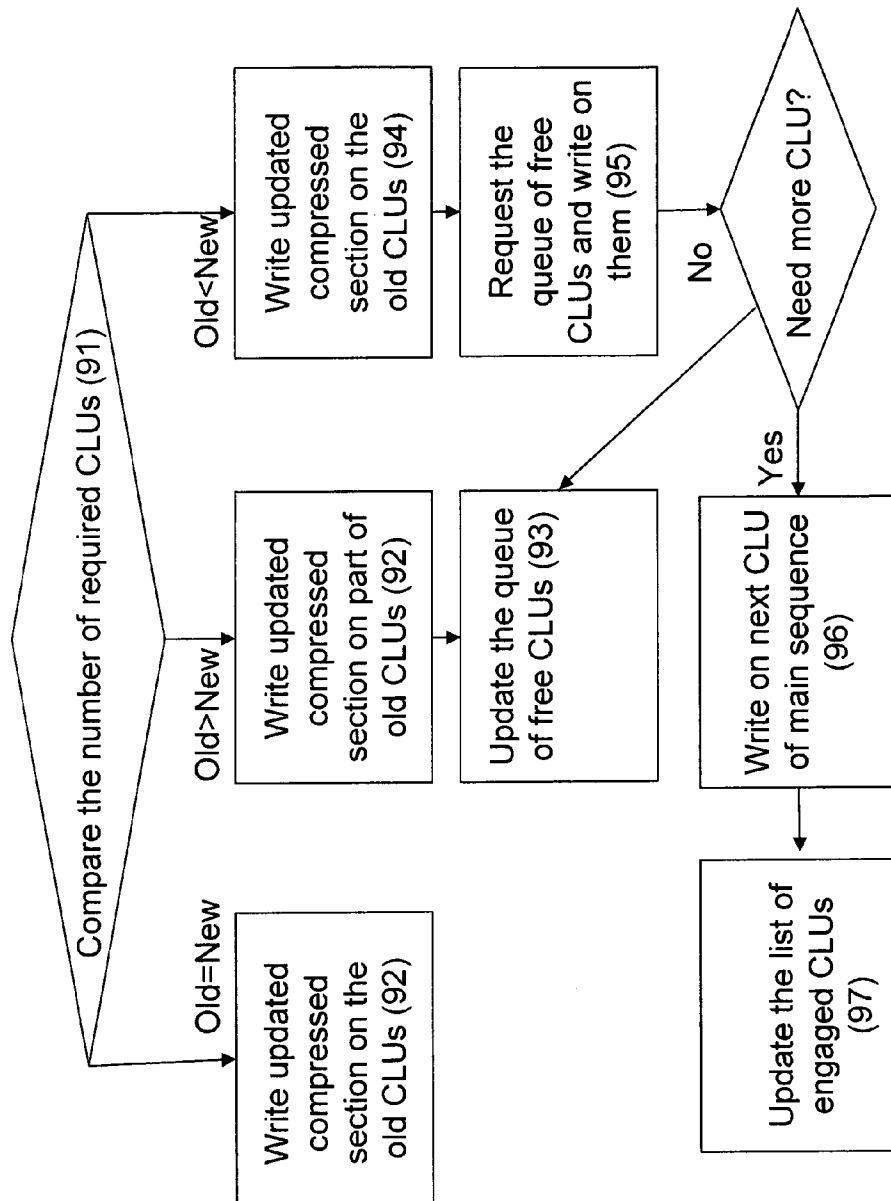 Compare the number of required CLUs (91)
Old=New
Old>New
Old<New
Write updated
compressed
section on the
old CLUs (92)
Write updated
compressed
section on part of
old CLUs (92)
Write updated
compressed
section on the
old CLUs (94)
Update the queue
of free CLUs (93)
Request the
queue of free
CLUs and write on
them (95)
No
Need more CLU?
Yes
Write on next CLU
of main sequence
(96)
Update the list of
engaged CLUs
(97)